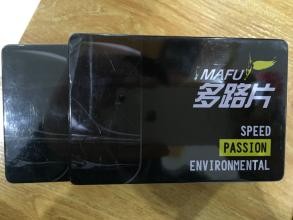 MAFU
多路片
SPEED
PASSION
ENVIRONMENTAL